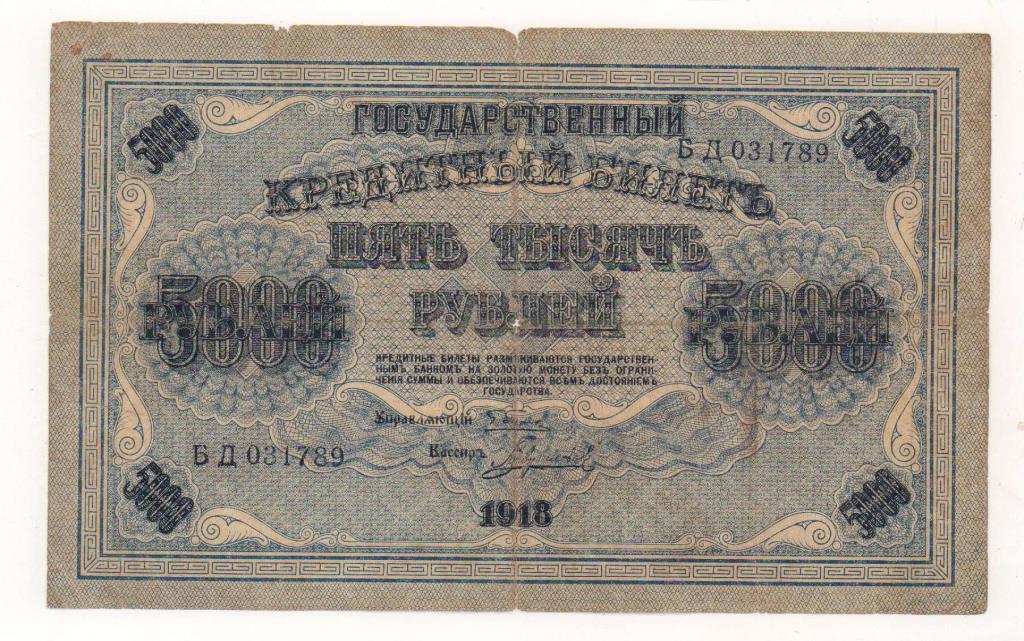 5000 5000
ГОСУДАРСТВЕННЫЙ
БД 031789
КРЕДИТНЫЙ БИЛЕТЪ
ПЯТЬ ТЫСЯЧЪ
РУБЛЕЙ
5000 РУБЛЕЙ 5000 РУБЛЕЙ
КРЕДИТНЫЕ БИЛЕТЫ РАЗМѢНИВАЮТСЯ ГОСУДАРСТВЕН-
НЫМЪ БАНКОМЪ НА ЗОЛОТУЮ МОНЕТУ БЕЗЪ ОГРАНИ-
ЧЕНІЯ СУММЫ И ОБЕЗПЕЧИВАЮТСЯ ВСѢМЪ ДОСТОЯНІЕМЪ
ГОСУДАРСТВА.
Управляющій
Кассиръ
БД 031789
5000 5000
1918